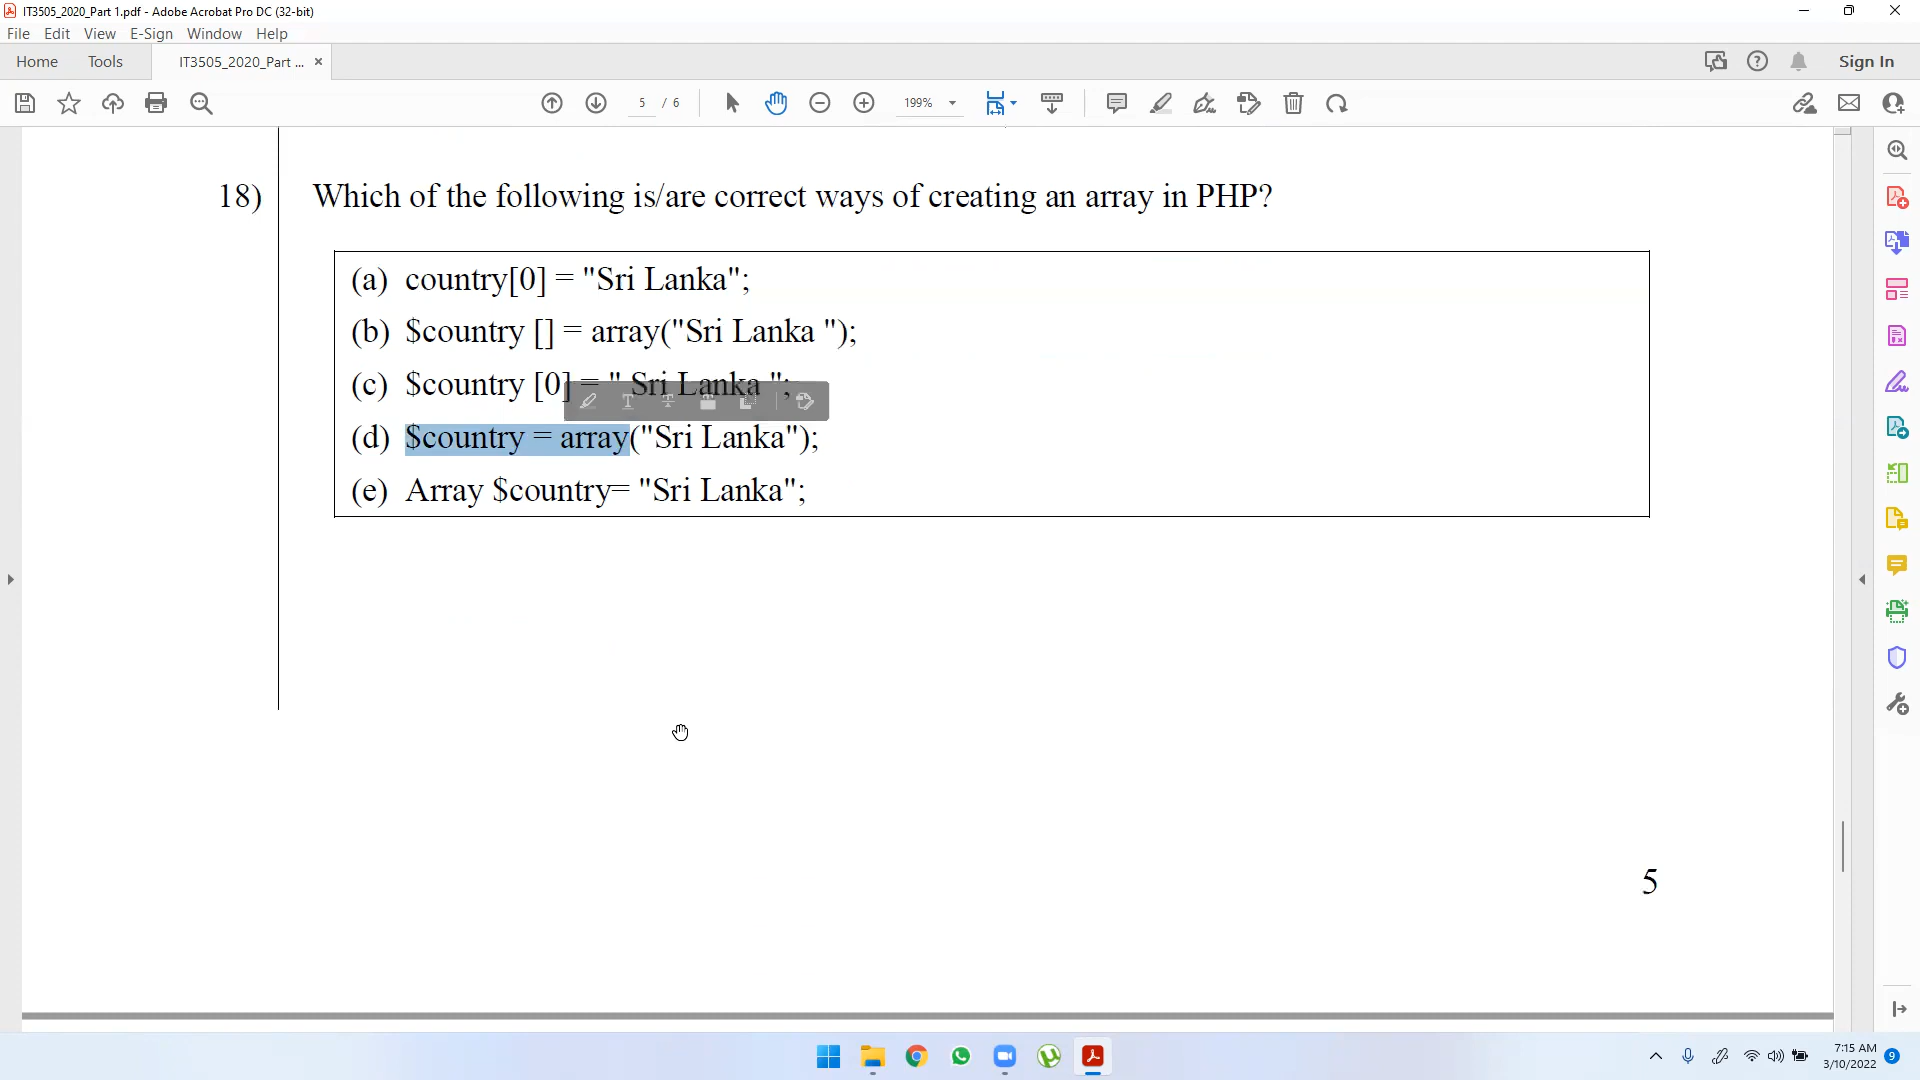 IT3505_2020_Part 1.pdf - Adobe Acrobat Pro DC (32-bit)
File Edit View E-Sign Window Help
Home Tools IT3505_2020_Part ... × Sign In
5 / 6 199%
18) Which of the following is/are correct ways of creating an array in PHP?
(a) country[0] = "Sri Lanka";
(b) $country [] = array("Sri Lanka ");
(c) $country [0] = " Sri Lanka ";
(d) $country = array("Sri Lanka");
(e) Array $country= "Sri Lanka";
5
7:15 AM
3/10/2022 9